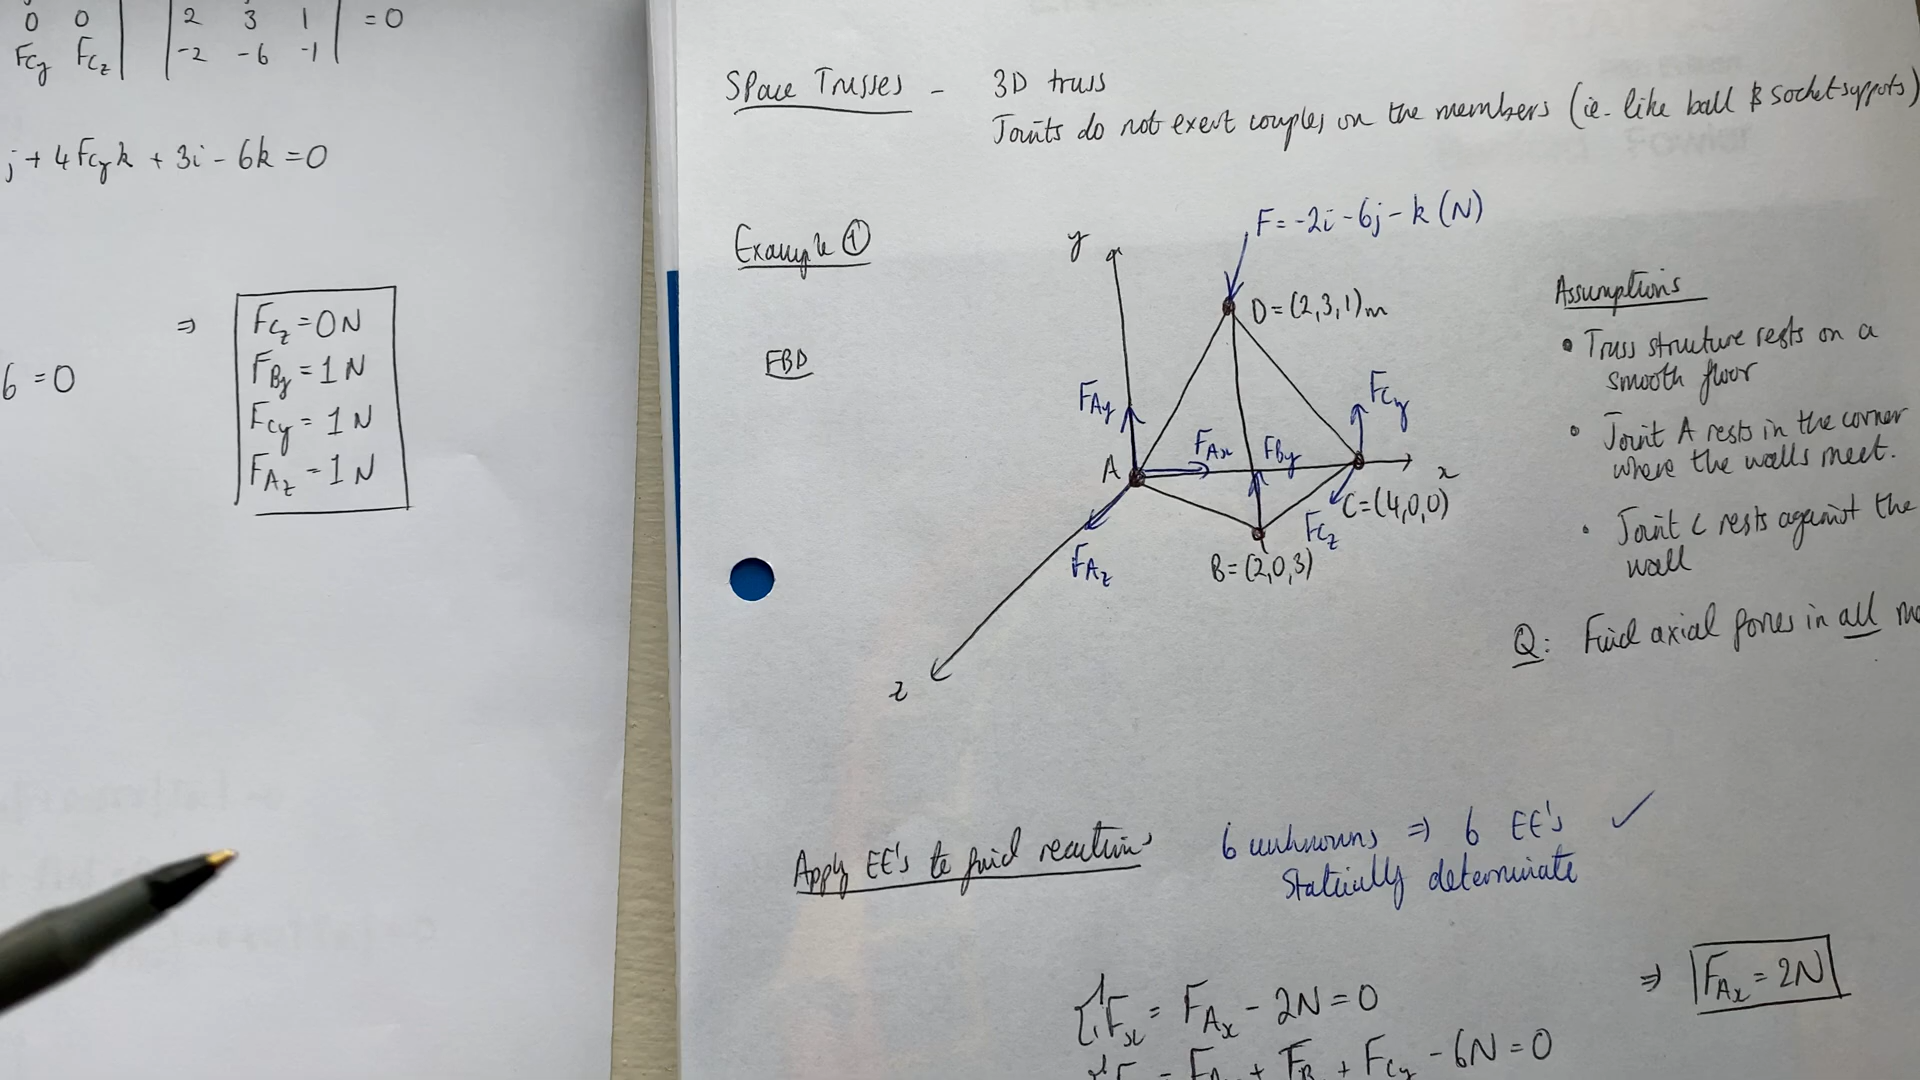 0 0 | | 2 3 1 | = 0
Fcy Fcz | | -2 -6 -1 |
j + 4Fcyk + 3i - 6k = 0
⇒ Fcz = 0N
FBy = 1N
Fcy = 1N
FAz = 1N
6 = 0
Space Trusses - 3D truss
Joints do not exert couples on the members (ie. like ball & socket supports)
Example ①
FBD
y
F = -2i - 6j - k (N)
D = (2,3,1)m
FAy
FCy
FAx
FBy
A
x
C = (4,0,0)
FCz
FAz
B = (2,0,3)
z
Assumptions
• Truss structure rests on a
smooth floor
• Joint A rests in the corner
where the walls meet.
• Joint C rests against the
wall
Q: Find axial forces in all
Apply EE's to find reactions
6 unknowns ⇒ 6 EE's ✓
Statically determinate
ΣFx = FAx - 2N = 0 ⇒ FAx = 2N
+ FB + FCy - 6N = 0